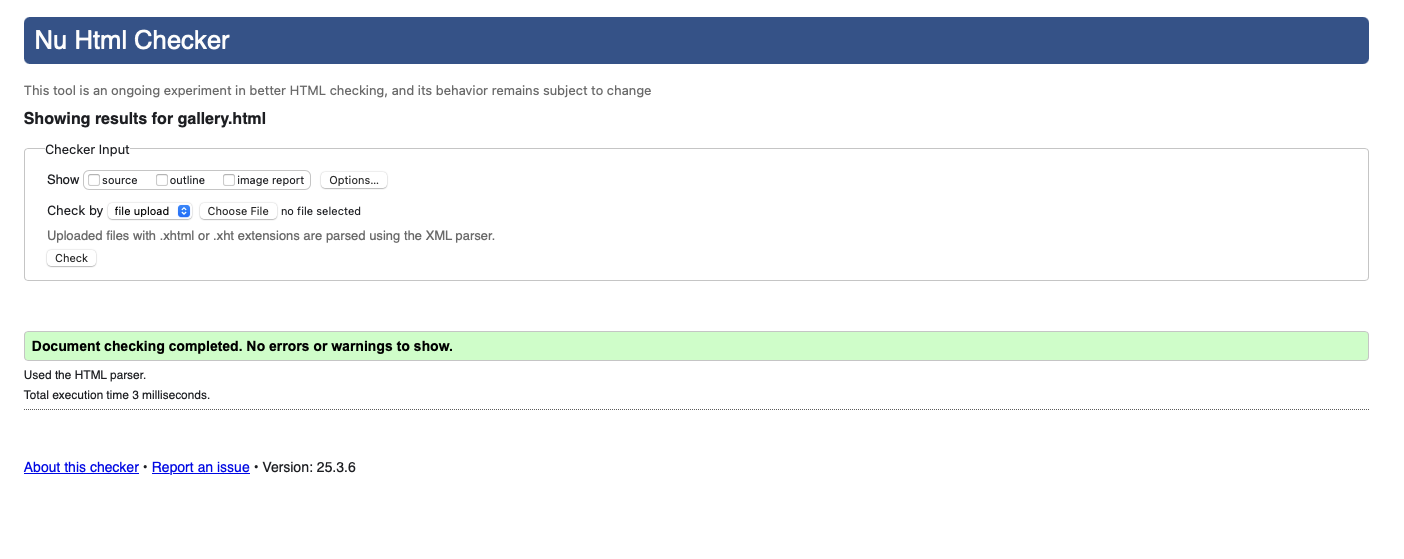 Nu Html Checker
This tool is an ongoing experiment in better HTML checking, and its behavior remains subject to change
Showing results for gallery.html
Checker Input
Show source outline image report Options...
Check by file upload Choose File no file selected
Uploaded files with .xhtml or .xht extensions are parsed using the XML parser.
Check
Document checking completed. No errors or warnings to show.
Used the HTML parser.
Total execution time 3 milliseconds.
About this checker • Report an issue • Version: 25.3.6